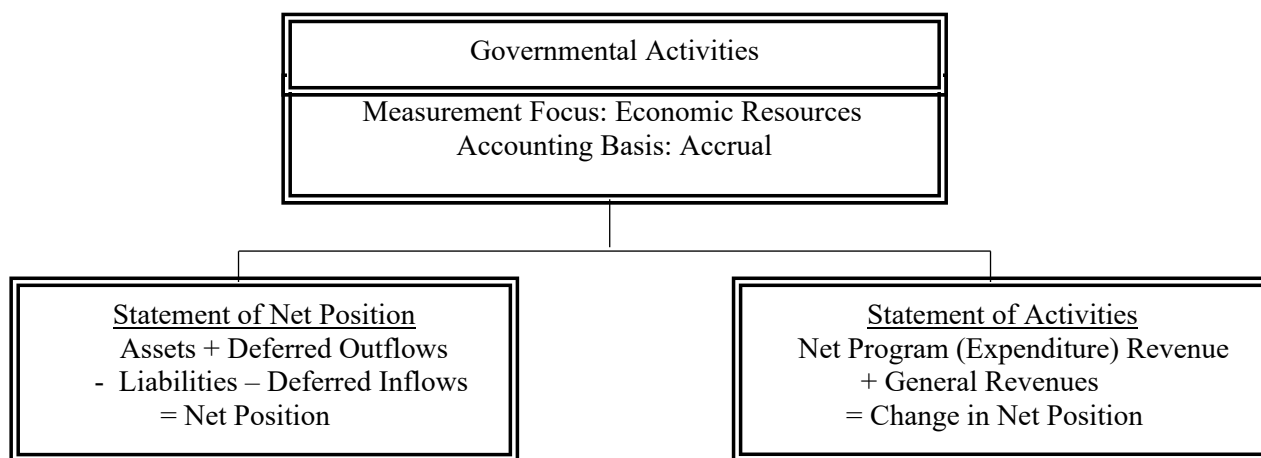 Governmental Activities
Measurement Focus: Economic Resources
Accounting Basis: Accrual
Statement of Net Position
Assets + Deferred Outflows
- Liabilities – Deferred Inflows
= Net Position
Statement of Activities
Net Program (Expenditure) Revenue
+ General Revenues
= Change in Net Position